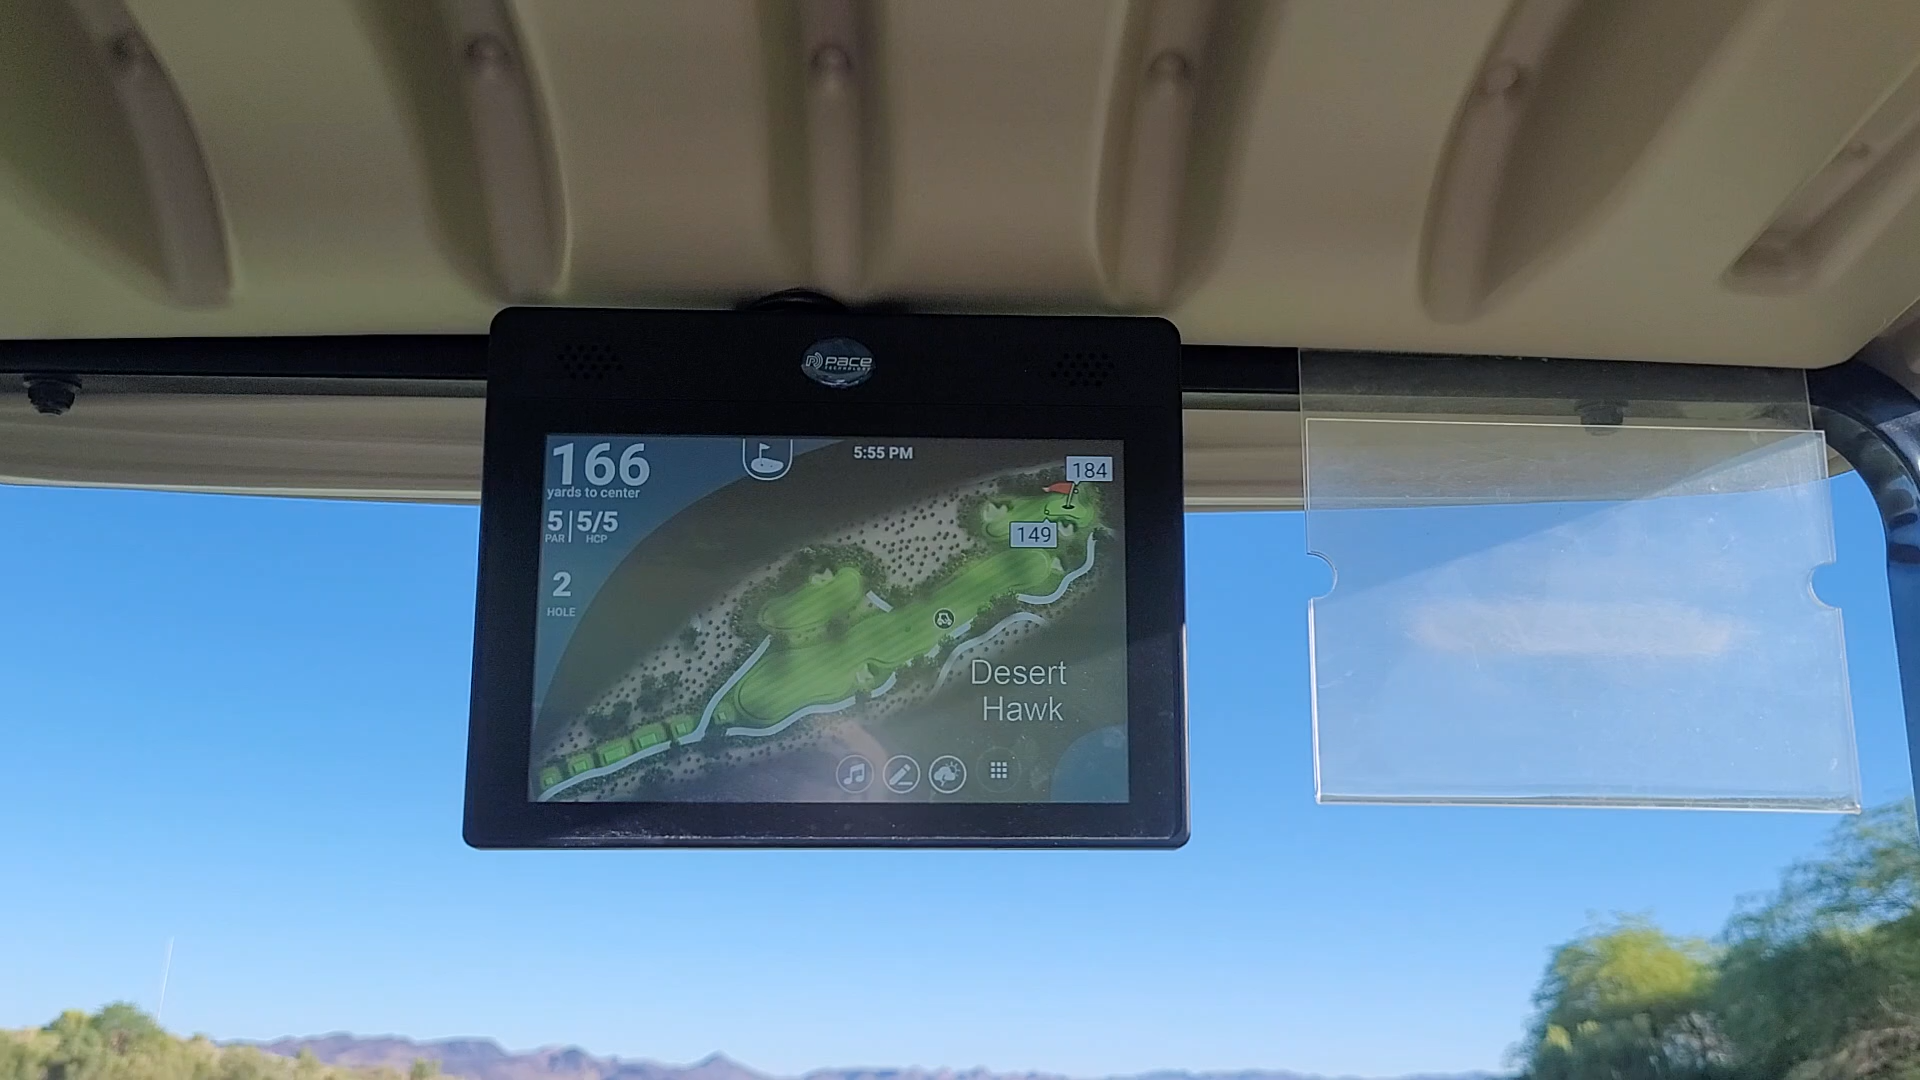 pace
TECHNOLOGY
166
yards to center
5:55 PM
184
5 | 5/5
PAR HCP
149
2
HOLE
Desert
Hawk